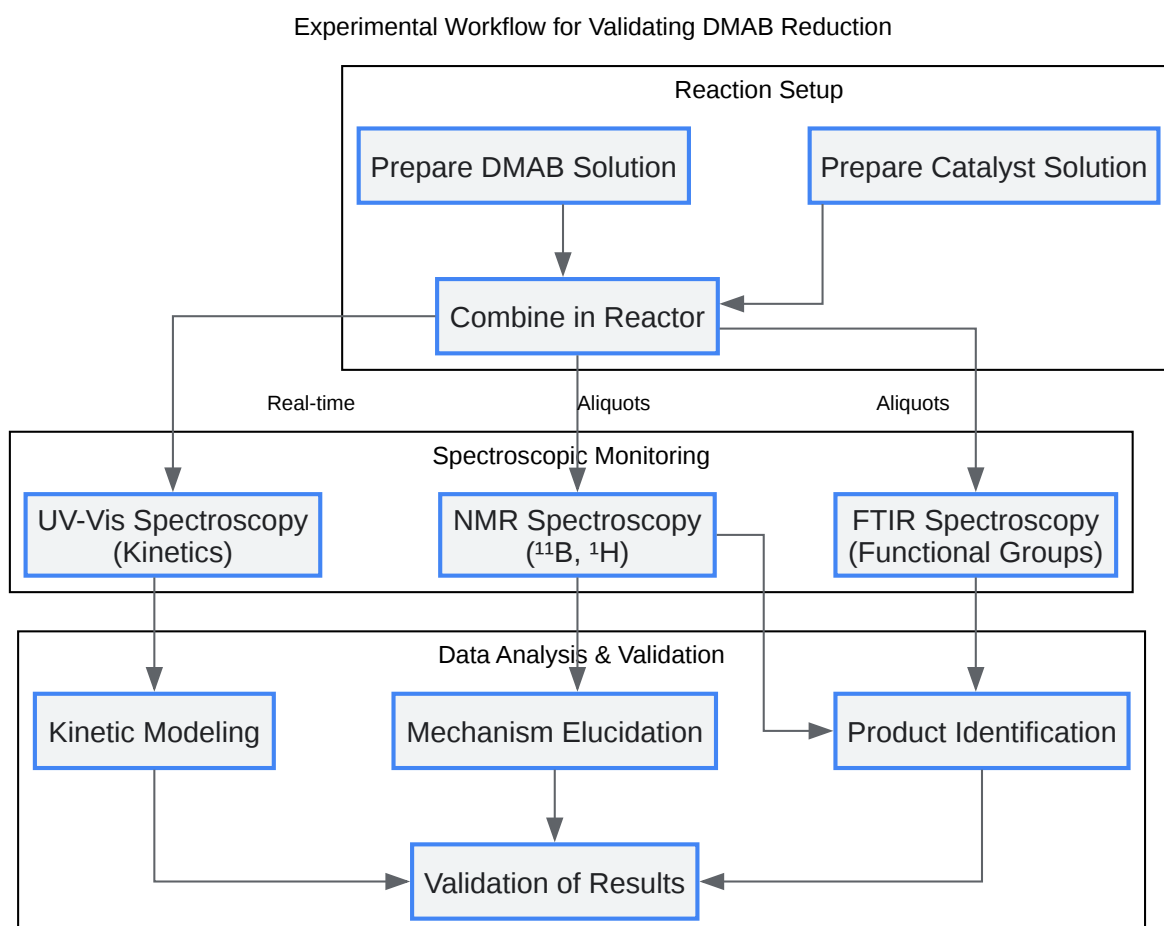 Experimental Workflow for Validating DMAB Reduction
Reaction Setup
Prepare DMAB Solution
Prepare Catalyst Solution
Combine in Reactor
Real-time
Aliquots
Aliquots
Spectroscopic Monitoring
UV-Vis Spectroscopy
(Kinetics)
NMR Spectroscopy
(¹¹B, ¹H)
FTIR Spectroscopy
(Functional Groups)
Data Analysis & Validation
Kinetic Modeling
Mechanism Elucidation
Product Identification
Validation of Results